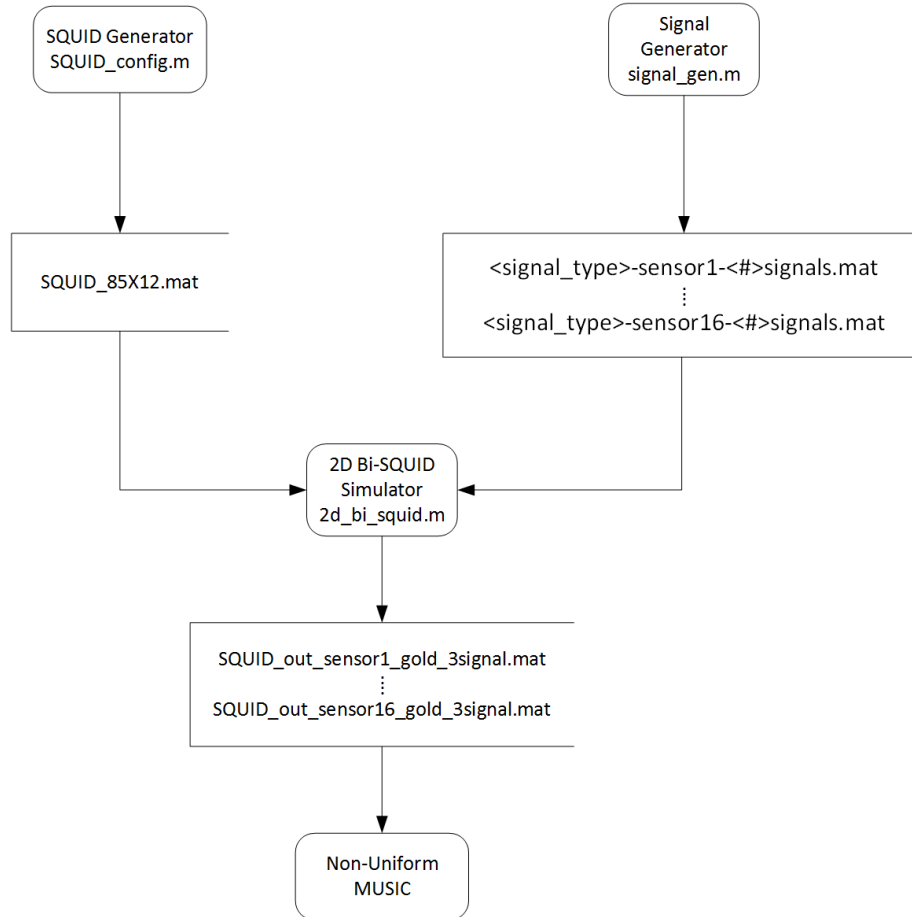 SQUID Generator
SQUID_config.m
Signal
Generator
signal_gen.m
SQUID_85X12.mat
<signal_type>-sensor1-<#>signals.mat
<signal_type>-sensor16-<#>signals.mat
2D Bi-SQUID
Simulator
2d_bi_squid.m
SQUID_out_sensor1_gold_3signal.mat
SQUID_out_sensor16_gold_3signal.mat
Non-Uniform
MUSIC